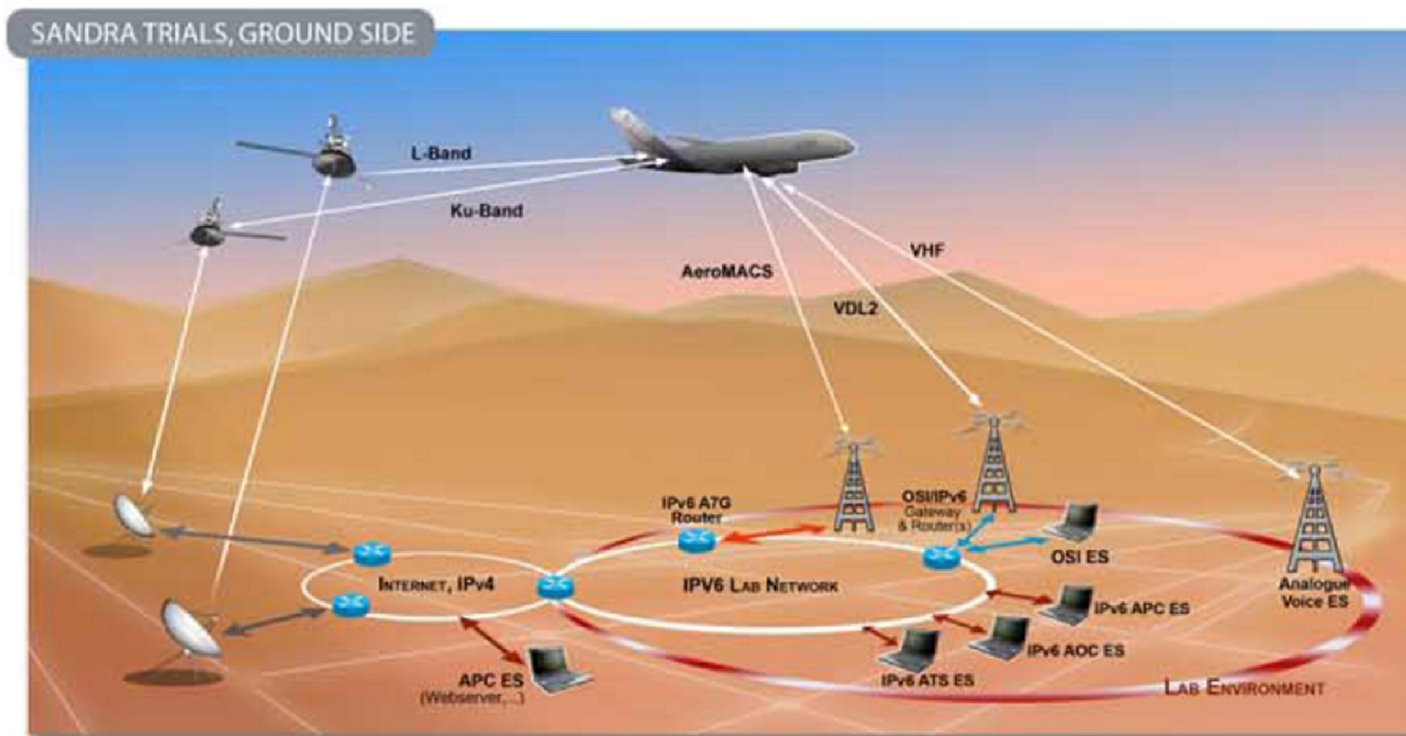 SANDRA TRIALS, GROUND SIDE
L-Band
Ku-Band
VHF
AeroMACS
VDL2
IPv6 A7G
Router
OSI/IPv6
Gateway
& Router(s)
OSI ES
INTERNET, IPv4
IPV6 LAB NETWORK
Analogue
Voice ES
IPv6 APC ES
IPv6 AOC ES
IPv6 ATS ES
APC ES
(Webserver,...)
LAB ENVIRONMENT